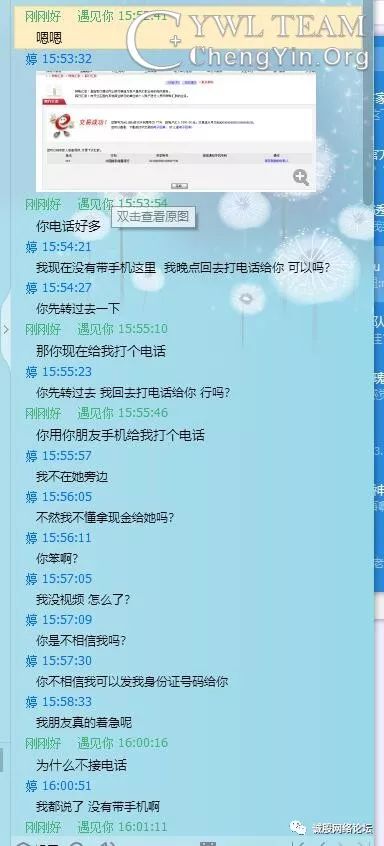 刚刚好 遇见你 15:52:41
CYWL TEAM
ChengYin.Org
嗯嗯
婷 15:53:32
交易成功!
刚刚好 遇见你 15:53:54
双击查看原图
你电话好多
婷 15:54:21
我现在没有带手机这里 我晚点回去打电话给你 可以吗?
婷 15:54:27
你先转过去一下
刚刚好 遇见你 15:55:10
那你现在给我打个电话
婷 15:55:23
你先转过去 我回去打电话给你 行吗?
刚刚好 遇见你 15:55:46
你用你朋友手机给我打个电话
婷 15:55:57
我不在她旁边
婷 15:56:05
不然我不懂拿现金给她吗?
婷 15:56:11
你笨啊?
婷 15:57:05
我没视频 怎么了?
婷 15:57:09
你是不相信我吗?
婷 15:57:30
你不相信我可以发我身份证号码给你
婷 15:58:33
我朋友真的着急呢
刚刚好 遇见你 16:00:16
为什么不接电话
婷 16:00:51
我都说了 没有带手机啊
刚刚好 遇见你 16:01:11
诚殷网络论坛